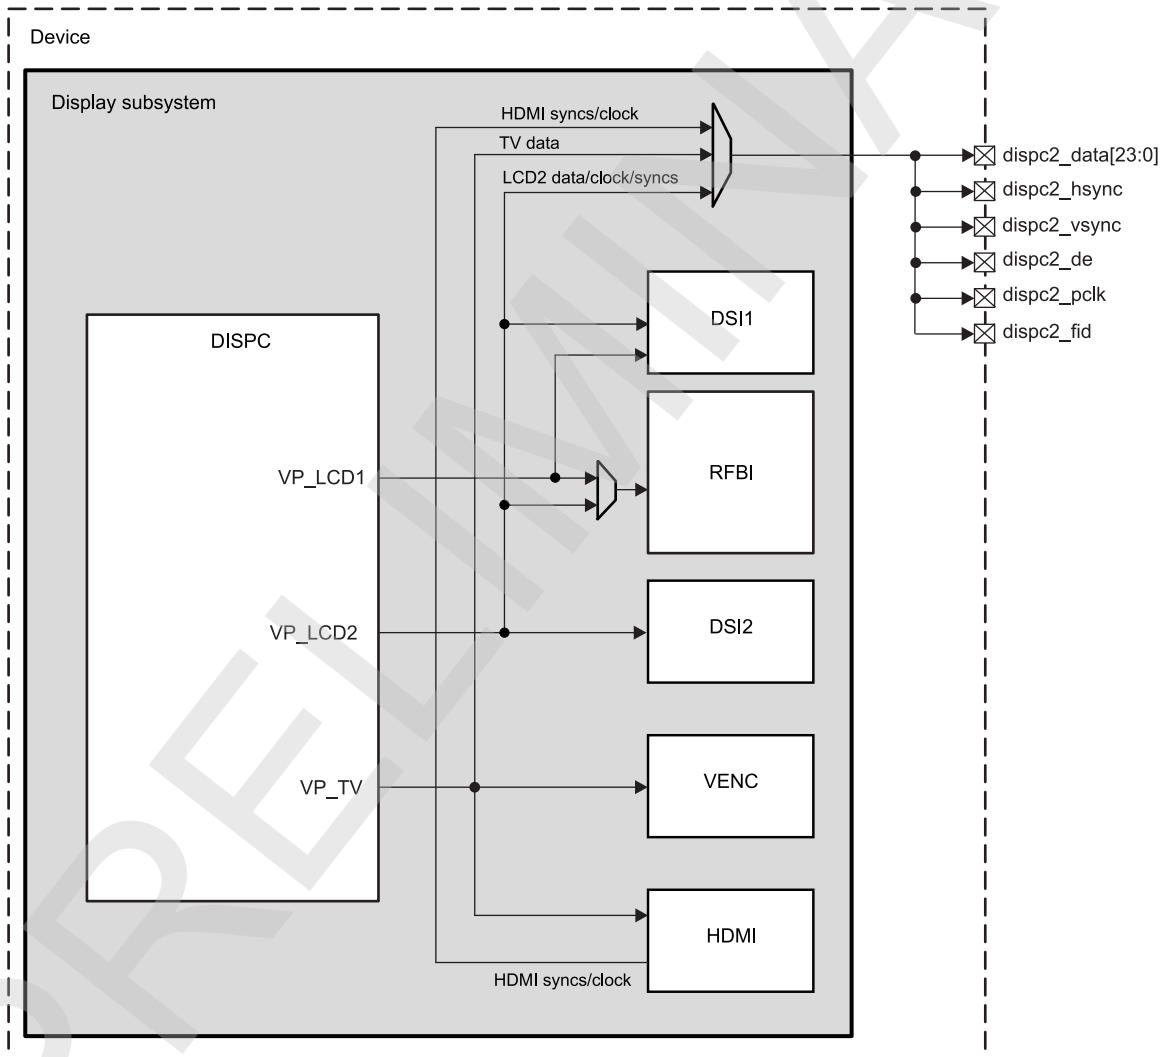 Device
Display subsystem
HDMI syncs/clock
TV data
LCD2 data/clock/syncs
dispc2_data[23:0]
dispc2_hsync
dispc2_vsync
dispc2_de
dispc2_pclk
dispc2_fid
DSI1
DISPC
RFBI
VP_LCD1
DSI2
VP_LCD2
VENC
VP_TV
HDMI
HDMI syncs/clock
PRELIMINA